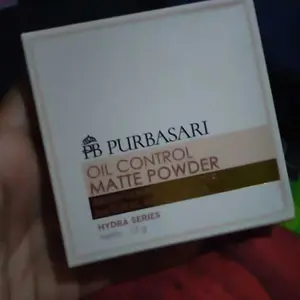 PB PURBASARI
OIL CONTROL
MATTE POWDER
HYDRA SERIES